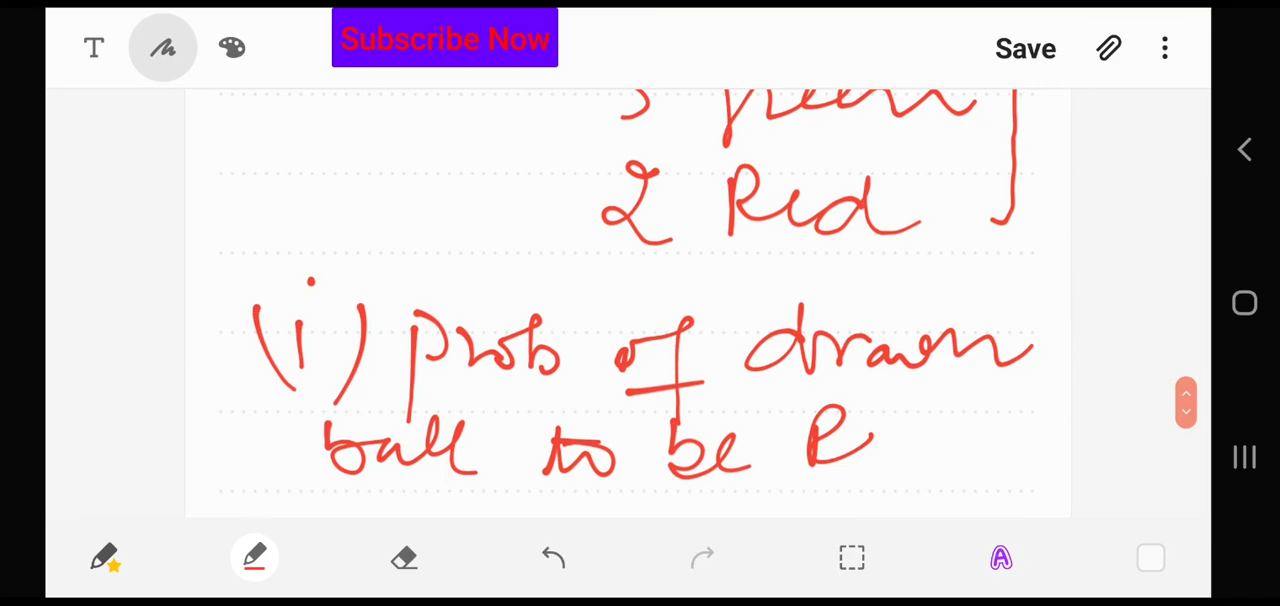 T
Subscribe Now
Save
2 Red
(i) prob of drawn
ball to be R
A